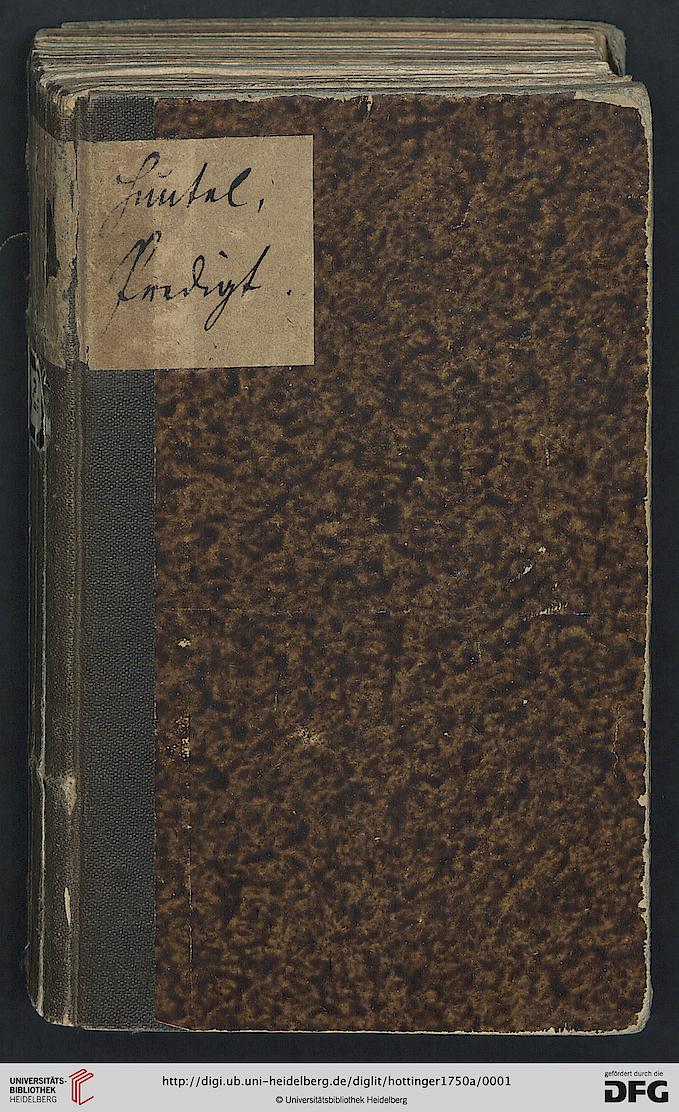 Predigt.
UNIVERSITÄTS-
BIBLIOTHEK
HEIDELBERG
http://digi.ub.uni-heidelberg.de/diglit/hottinger1750a/0001
© Universitätsbibliothek Heidelberg
gefördert durch die
DFG